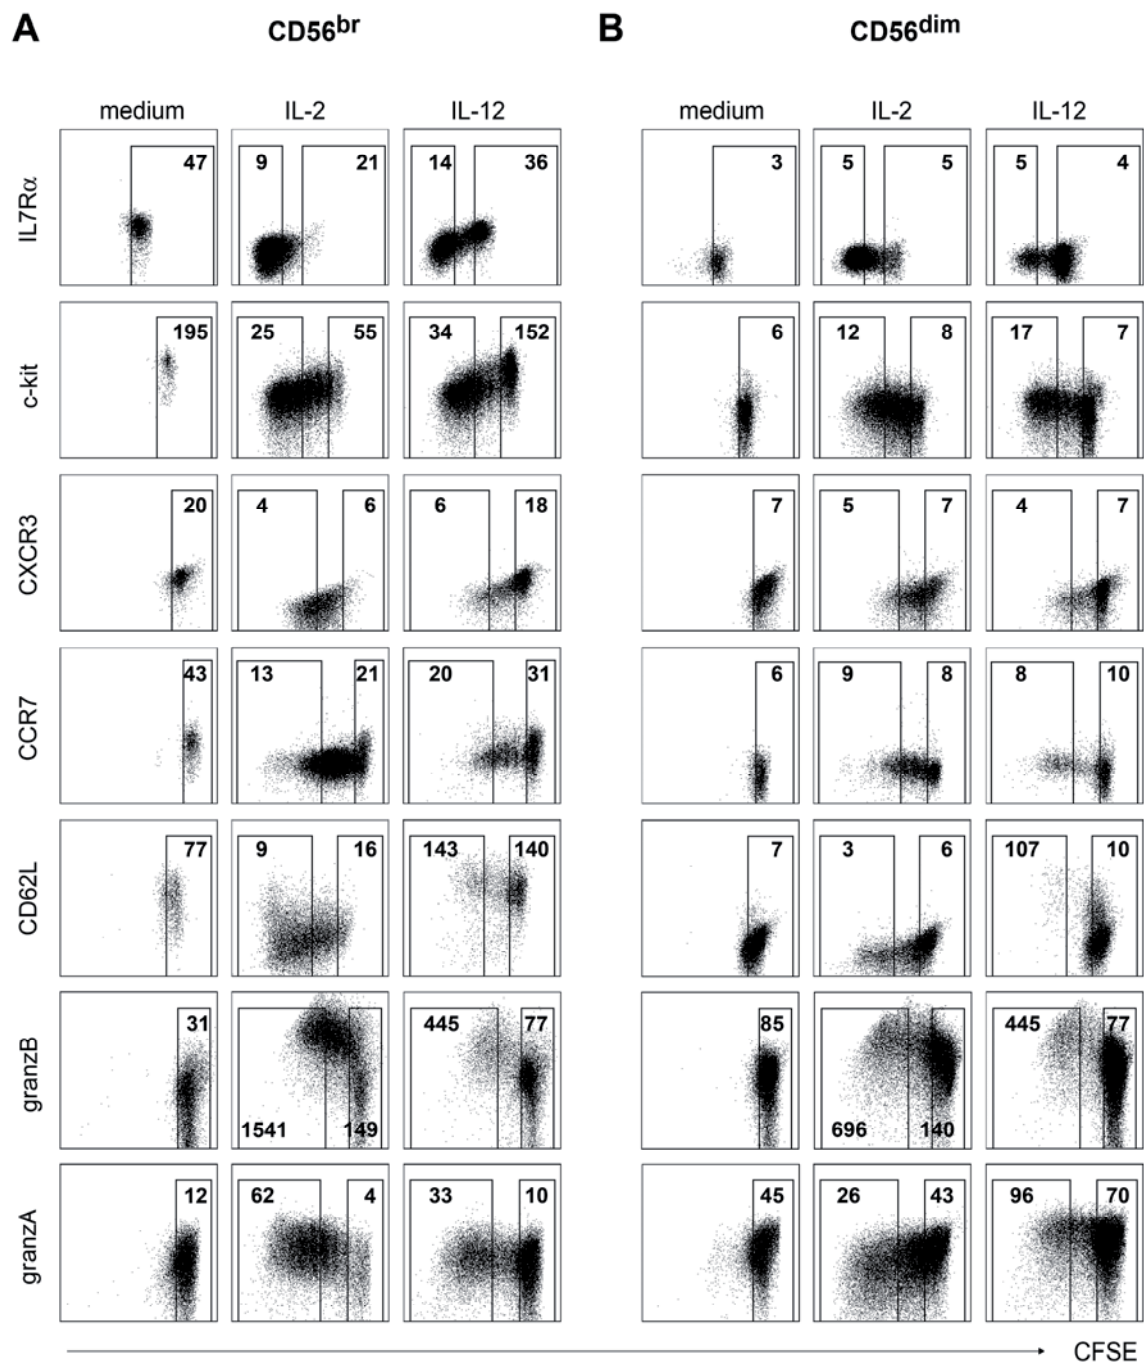 A CD56br B CD56dim
medium IL-2 IL-12 medium IL-2 IL-12
IL7Rα 47 9 21 14 36 3 5 5 5 4
c-kit 195 25 55 34 152 6 12 8 17 7
CXCR3 20 4 6 6 18 7 5 7 4 7
CCR7 43 13 21 20 31 6 9 8 8 10
CD62L 77 9 16 143 140 7 3 6 107 10
granzB 31 1541 149 445 77 85 696 140 445 77
granzA 12 62 4 33 10 45 26 43 96 70
CFSE